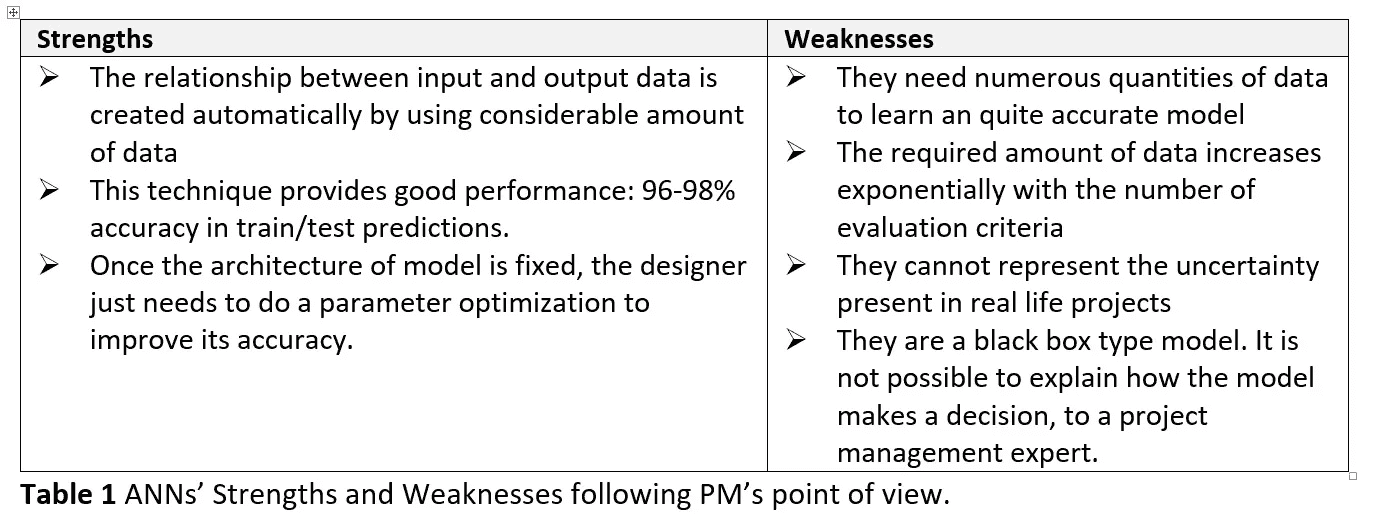 Strengths
➢ The relationship between input and output data is
created automatically by using considerable amount
of data
➢ This technique provides good performance: 96-98%
accuracy in train/test predictions.
➢ Once the architecture of model is fixed, the designer
just needs to do a parameter optimization to
improve its accuracy.
Weaknesses
➢ They need numerous quantities of data
to learn an quite accurate model
➢ The required amount of data increases
exponentially with the number of
evaluation criteria
➢ They cannot represent the uncertainty
present in real life projects
➢ They are a black box type model. It is
not possible to explain how the model
makes a decision, to a project
management expert.
Table 1 ANNs’ Strengths and Weaknesses following PM’s point of view.